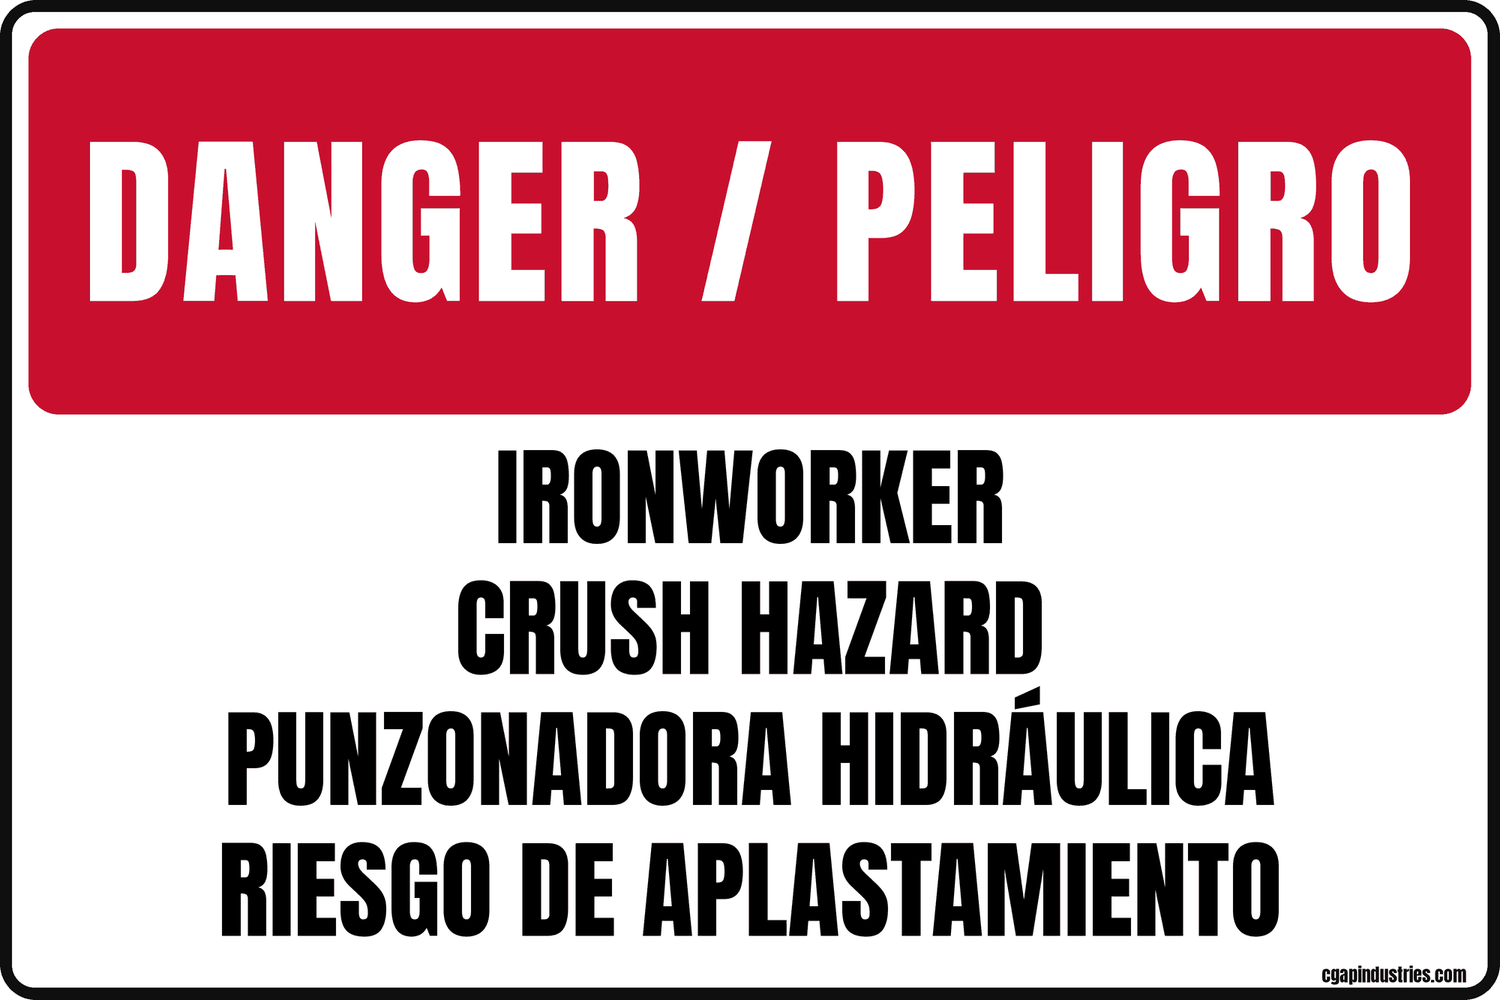 DANGER / PELIGRO
IRONWORKER
CRUSH HAZARD
PUNZONADORA HIDRÁULICA
RIESGO DE APLASTAMIENTO
cgapindustries.com